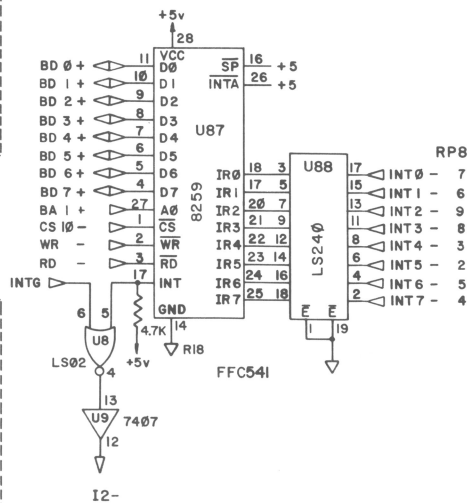 +5v
28
BD 0 + 11 VCC D0 SP 16 +5
BD 1 + 10 D1 INTA 26 +5
BD 2 + 9 D2
BD 3 + 8 D3 U87
BD 4 + 7 D4 RP8
BD 5 + 6 D5 U88
BD 6 + 5 D6 IR0 18 3 17 INT0 - 7
BD 7 + 4 D7 IR1 17 5 15 INT1 - 6
BA 1 + 27 A0 8259 IR2 20 7 13 INT2 - 9
CS 10 - 1 CS IR3 21 9 LS240 11 INT3 - 8
WR - 2 WR IR4 22 12 8 INT4 - 3
RD - 3 RD IR5 23 14 6 INT5 - 2
INTG 17 INT IR6 24 16 4 INT6 - 5
IR7 25 18 2 INT7 - 4
GND E E
6 5 14 1 19
U8 4.7K R18
LS02 4 +5v FFC541
13
U9 7407
12
I2-